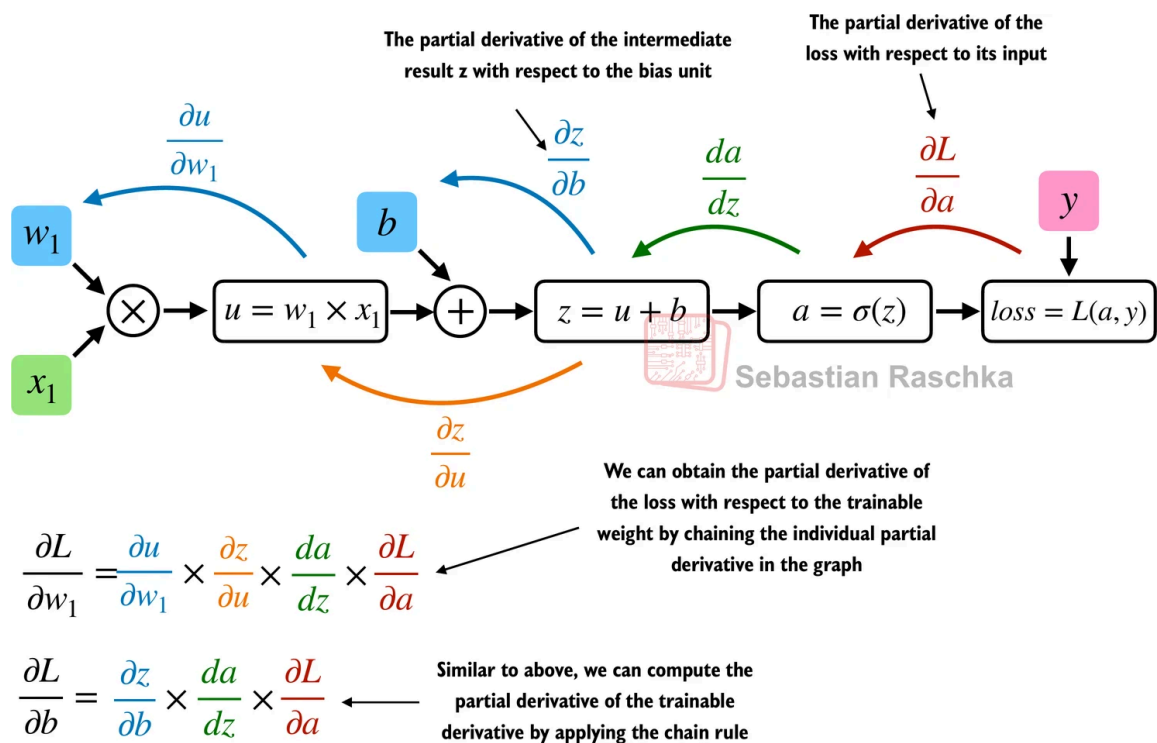 The partial derivative of the intermediate
result z with respect to the bias unit
The partial derivative of the
loss with respect to its input
∂u
∂w₁
∂z
∂b
da
dz
∂L
∂a
w₁
b
y
×
u = w₁ × x₁
+
z = u + b
a = σ(z)
loss = L(a, y)
x₁
Sebastian Raschka
∂z
∂u
We can obtain the partial derivative of
the loss with respect to the trainable
weight by chaining the individual partial
derivative in the graph
∂L/∂w₁ = ∂u/∂w₁ × ∂z/∂u × da/dz × ∂L/∂a
∂L/∂b = ∂z/∂b × da/dz × ∂L/∂a
Similar to above, we can compute the
partial derivative of the trainable
derivative by applying the chain rule